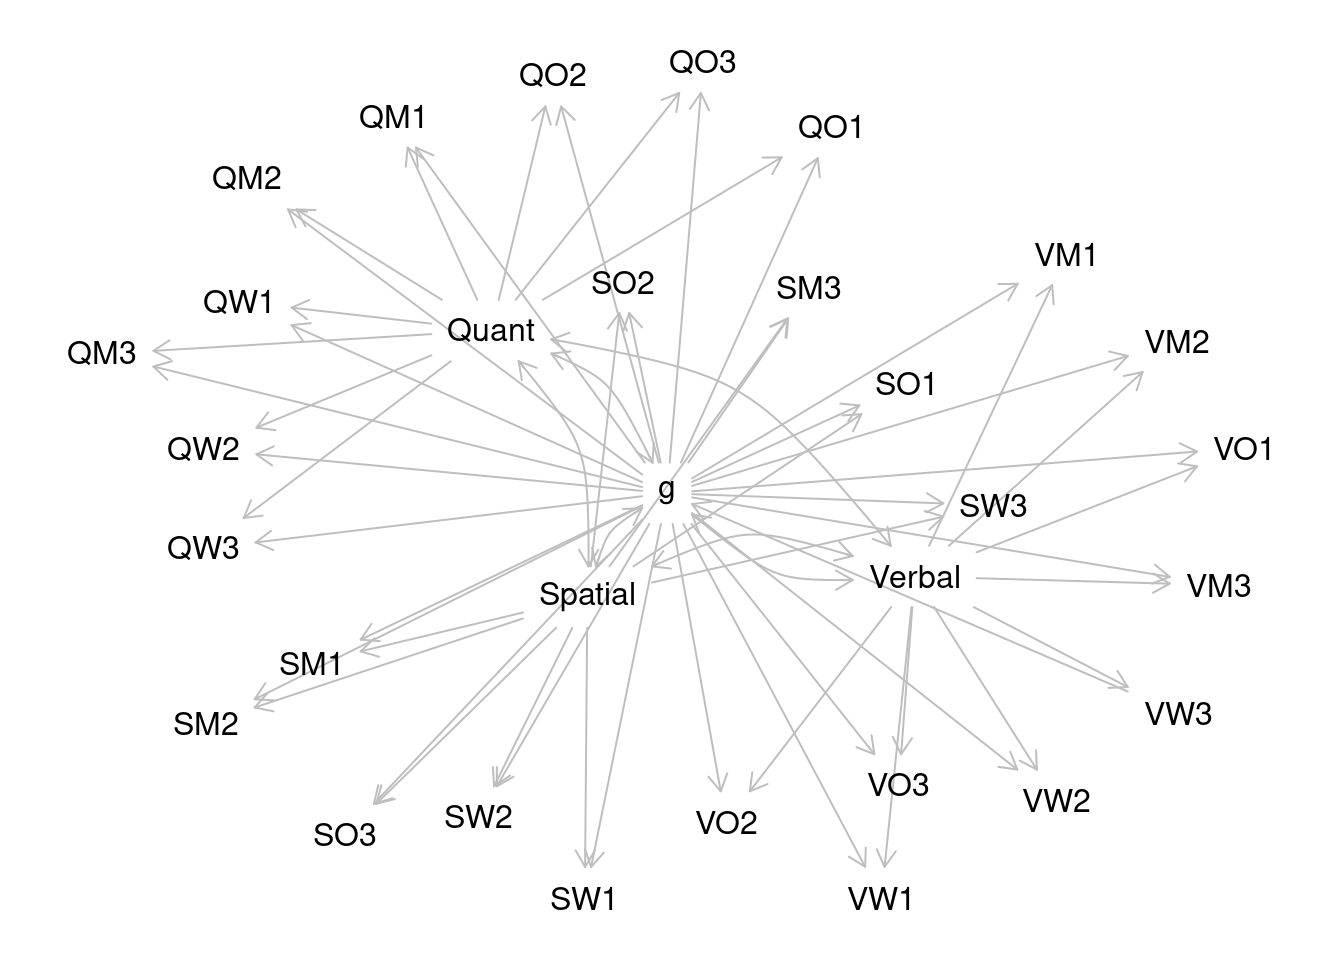 QO3
QO2
QM1
QO1
QM2
VM1
SO2
SM3
QW1
Quant
VM2
QM3
SO1
QW2
VO1
g
SW3
QW3
Verbal
VM3
Spatial
SM1
VW3
SM2
VO3
VW2
SW2
VO2
SO3
SW1
VW1